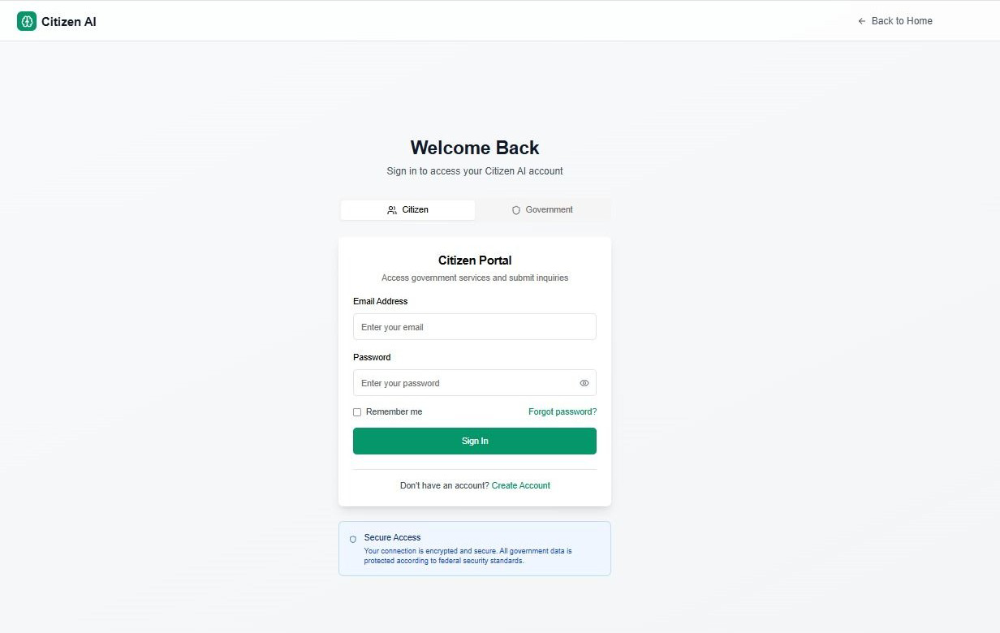 Citizen AI
Back to Home
Welcome Back
Sign in to access your Citizen AI account
Citizen
Government
Citizen Portal
Access government services and submit inquiries
Email Address
Enter your email
Password
Enter your password
Remember me
Forgot password?
Sign In
Don't have an account? Create Account
Secure Access
Your connection is encrypted and secure. All government data is
protected according to federal security standards.